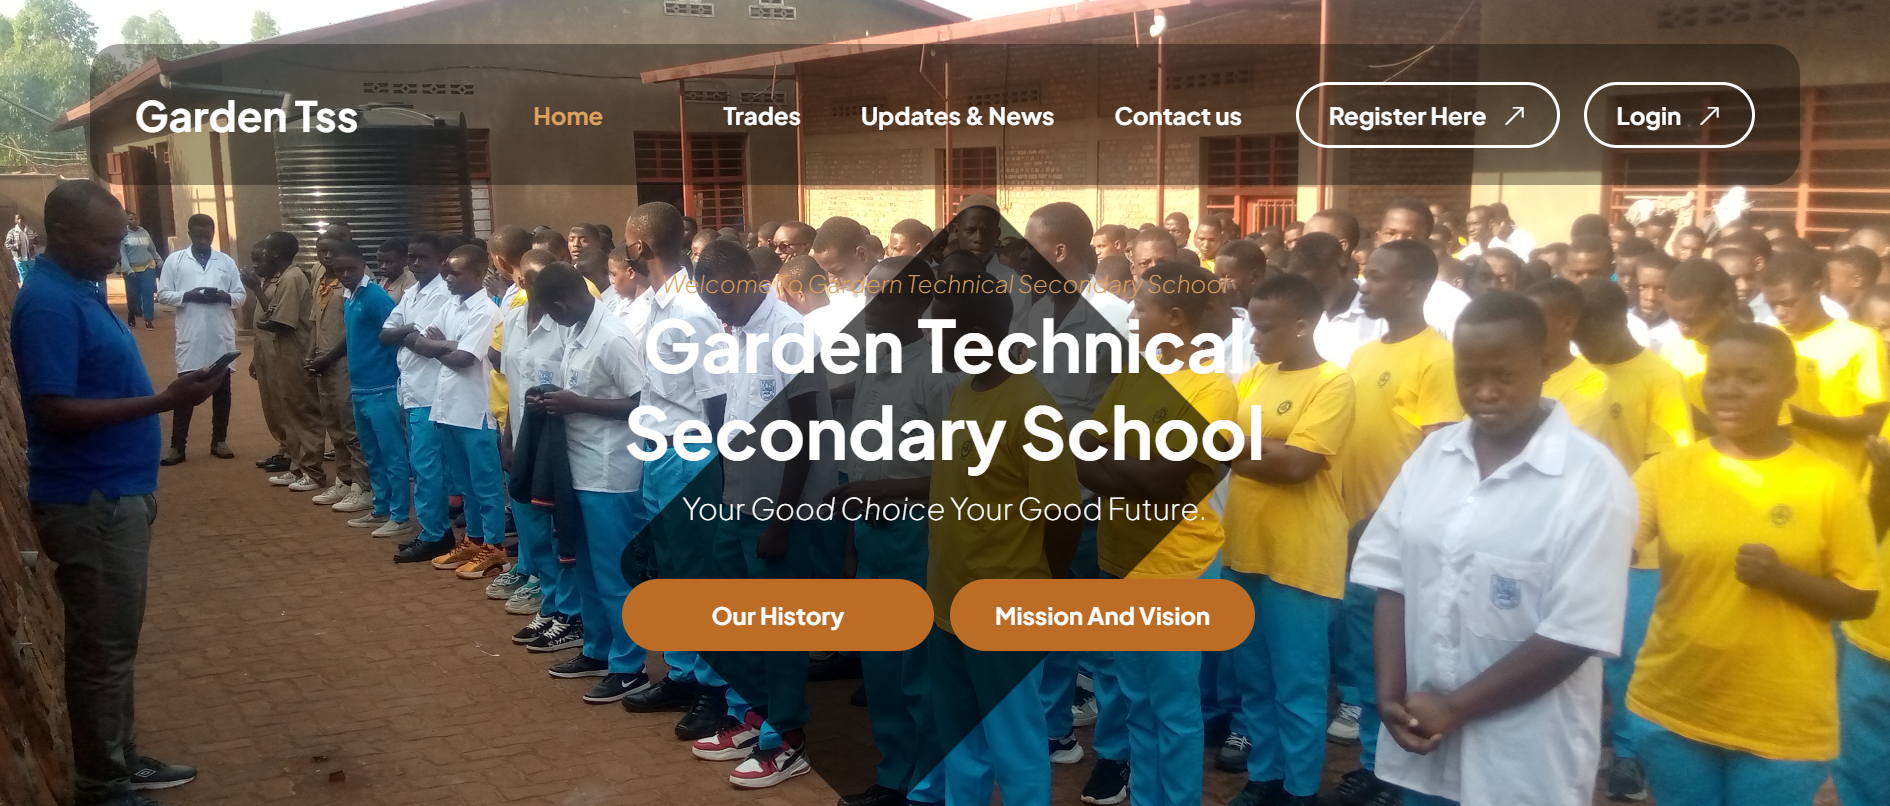 Garden Tss
Home
Trades
Updates & News
Contact us
Register Here
Login
Welcome To Gardern Technical Secondary School
Garden Technical
Secondary School
Your Good Choice Your Good Future.
Our History
Mission And Vision